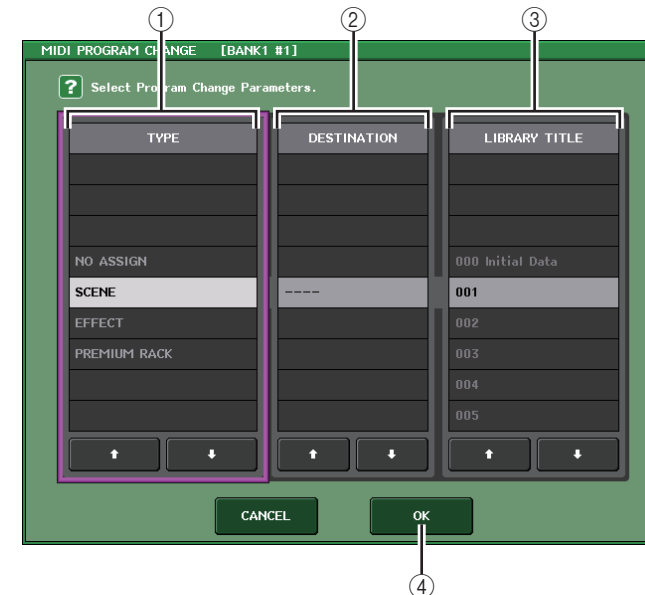 ① ② ③
MIDI PROGRAM CHANGE [BANK1 #1]
? Select Program Change Parameters.
TYPE DESTINATION LIBRARY TITLE
NO ASSIGN 000 Initial Data
SCENE ---- 001
EFFECT 002
PREMIUM RACK 003
004
005
CANCEL OK
④